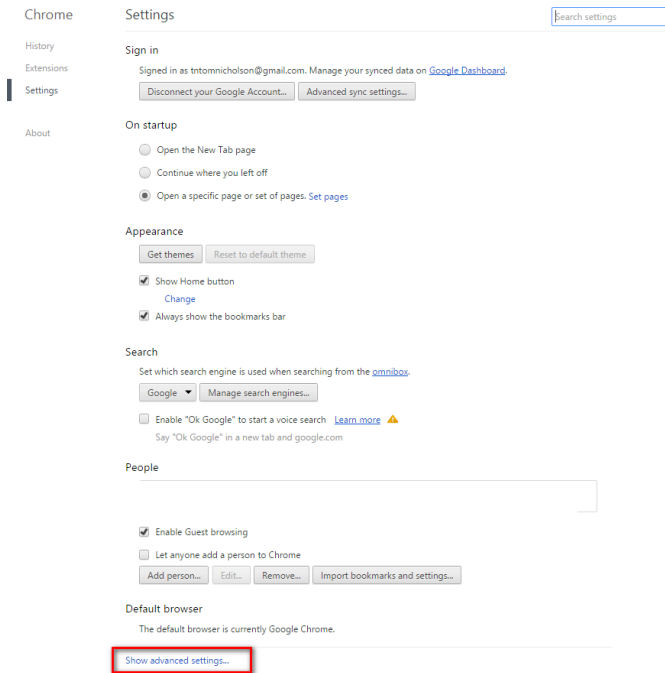 Chrome
Settings
Search settings
History
Extensions
Settings
About
Sign in
Signed in as tntomnicholson@gmail.com. Manage your synced data on Google Dashboard.
Disconnect your Google Account...
Advanced sync settings...
On startup
Open the New Tab page
Continue where you left off
Open a specific page or set of pages. Set pages
Appearance
Get themes
Reset to default theme
Show Home button
Change
Always show the bookmarks bar
Search
Set which search engine is used when searching from the omnibox.
Google
Manage search engines...
Enable "Ok Google" to start a voice search Learn more
Say "Ok Google" in a new tab and google.com
People
Enable Guest browsing
Let anyone add a person to Chrome
Add person...
Edit...
Remove...
Import bookmarks and settings...
Default browser
The default browser is currently Google Chrome.
Show advanced settings...